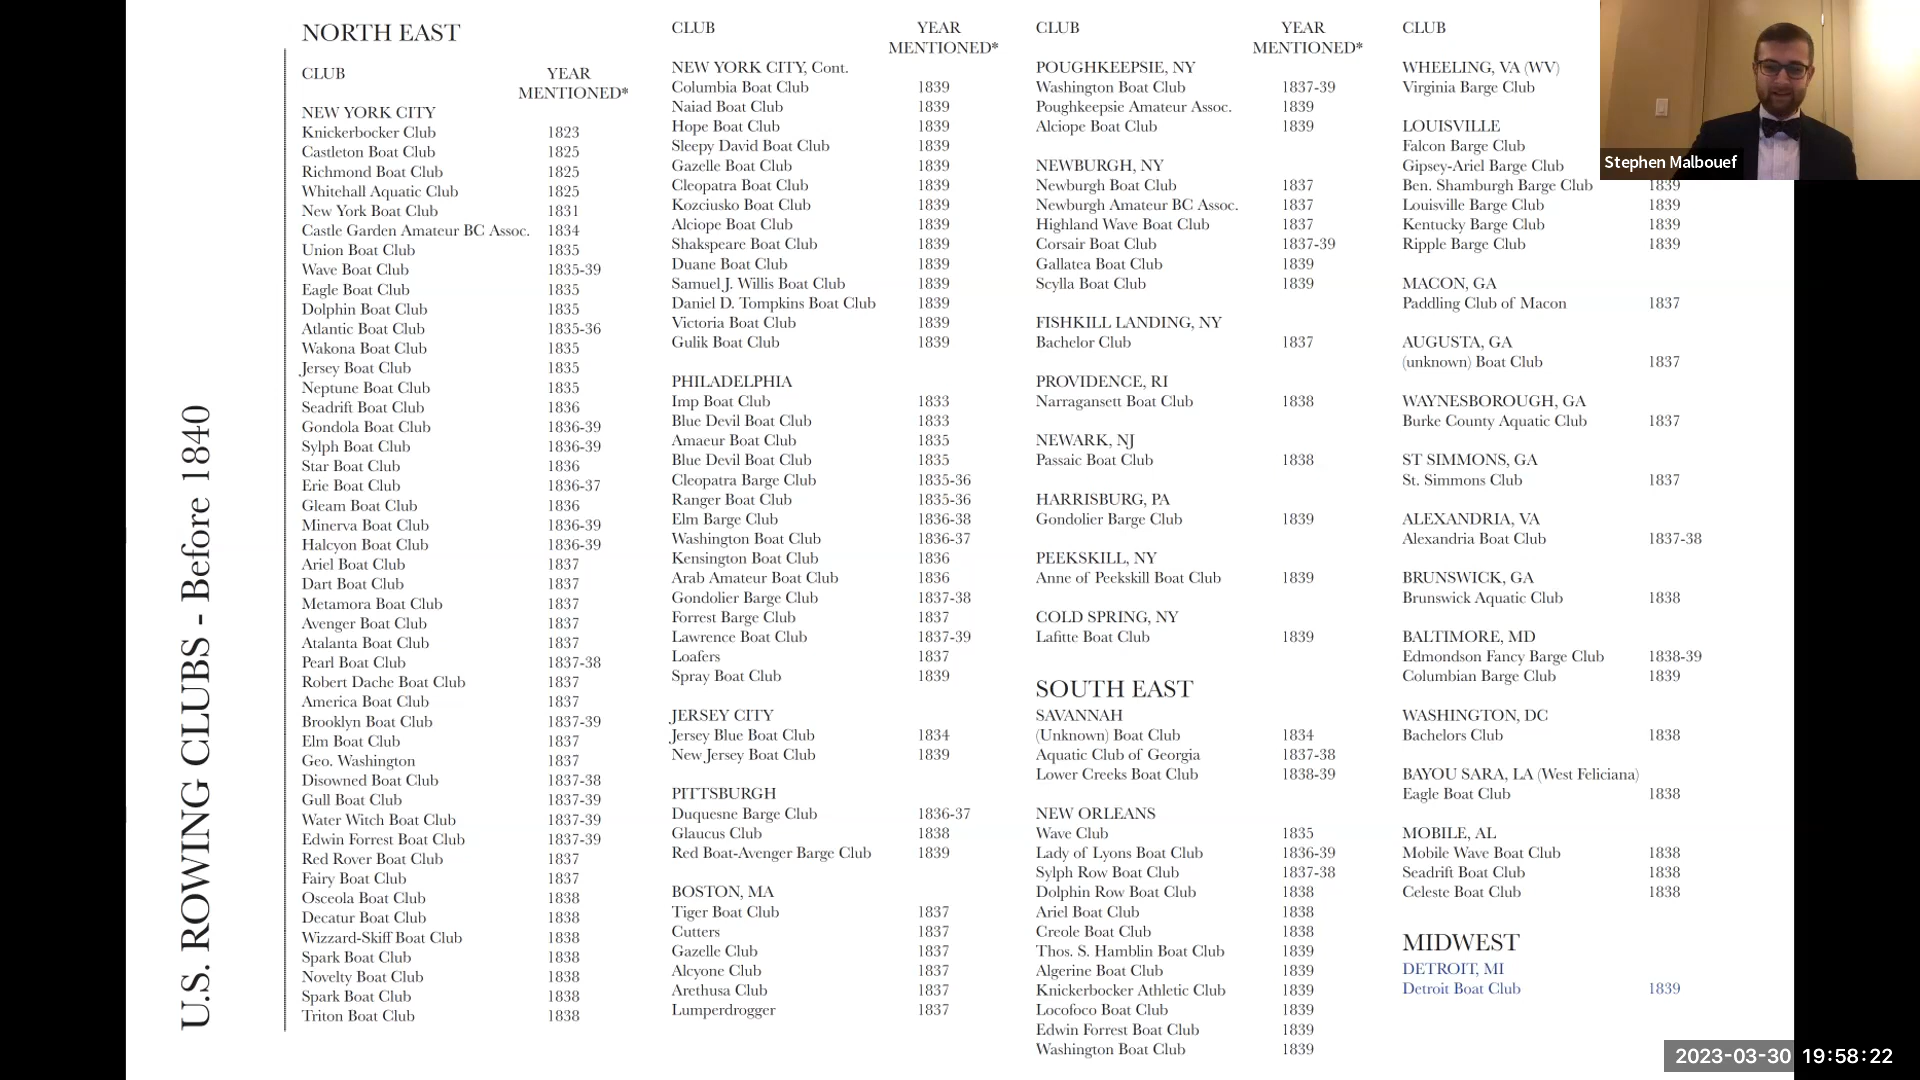 U.S. ROWING CLUBS - Before 1840
NORTH EAST
CLUB YEAR MENTIONED*
NEW YORK CITY
Knickerbocker Club 1823
Castleton Boat Club 1825
Richmond Boat Club 1825
Whitehall Aquatic Club 1825
New York Boat Club 1831
Castle Garden Amateur BC Assoc. 1834
Union Boat Club 1835
Wave Boat Club 1835-39
Eagle Boat Club 1835
Dolphin Boat Club 1835
Atlantic Boat Club 1835-36
Wakona Boat Club 1835
Jersey Boat Club 1835
Neptune Boat Club 1835
Seadrift Boat Club 1836
Gondola Boat Club 1836-39
Sylph Boat Club 1836-39
Star Boat Club 1836
Erie Boat Club 1836-37
Gleam Boat Club 1836
Minerva Boat Club 1836-39
Halcyon Boat Club 1836-39
Ariel Boat Club 1837
Dart Boat Club 1837
Metamora Boat Club 1837
Avenger Boat Club 1837
Atalanta Boat Club 1837
Pearl Boat Club 1837-38
Robert Dache Boat Club 1837
America Boat Club 1837
Brooklyn Boat Club 1837-39
Elm Boat Club 1837
Geo. Washington 1837
Disowned Boat Club 1837-38
Gull Boat Club 1837-39
Water Witch Boat Club 1837-39
Edwin Forrest Boat Club 1837-39
Red Rover Boat Club 1837
Fairy Boat Club 1837
Osceola Boat Club 1838
Decatur Boat Club 1838
Wizzard-Skiff Boat Club 1838
Spark Boat Club 1838
Novelty Boat Club 1838
Spark Boat Club 1838
Triton Boat Club 1838
CLUB YEAR MENTIONED*
NEW YORK CITY, Cont.
Columbia Boat Club 1839
Naiad Boat Club 1839
Hope Boat Club 1839
Sleepy David Boat Club 1839
Gazelle Boat Club 1839
Cleopatra Boat Club 1839
Kozciusko Boat Club 1839
Alciope Boat Club 1839
Shakspeare Boat Club 1839
Duane Boat Club 1839
Samuel J. Willis Boat Club 1839
Daniel D. Tompkins Boat Club 1839
Victoria Boat Club 1839
Gulik Boat Club 1839
PHILADELPHIA
Imp Boat Club 1833
Blue Devil Boat Club 1833
Amaeur Boat Club 1835
Blue Devil Boat Club 1835
Cleopatra Barge Club 1835-36
Ranger Boat Club 1835-36
Elm Barge Club 1836-38
Washington Boat Club 1836-37
Kensington Boat Club 1836
Arab Amateur Boat Club 1836
Gondolier Barge Club 1837-38
Forrest Barge Club 1837
Lawrence Boat Club 1837-39
Loafers 1837
Spray Boat Club 1839
JERSEY CITY
Jersey Blue Boat Club 1834
New Jersey Boat Club 1839
PITTSBURGH
Duquesne Barge Club 1836-37
Glaucus Club 1838
Red Boat-Avenger Barge Club 1839
BOSTON, MA
Tiger Boat Club 1837
Cutters 1837
Gazelle Club 1837
Alcyone Club 1837
Arethusa Club 1837
Lumperdrogger 1837
CLUB YEAR MENTIONED*
POUGHKEEPSIE, NY
Washington Boat Club 1837-39
Poughkeepsie Amateur Assoc. 1839
Alciope Boat Club 1839
NEWBURGH, NY
Newburgh Boat Club 1837
Newburgh Amateur BC Assoc. 1837
Highland Wave Boat Club 1837
Corsair Boat Club 1837-39
Gallatea Boat Club 1839
Scylla Boat Club 1839
FISHKILL LANDING, NY
Bachelor Club 1837
PROVIDENCE, RI
Narragansett Boat Club 1838
NEWARK, NJ
Passaic Boat Club 1838
HARRISBURG, PA
Gondolier Barge Club 1839
PEEKSKILL, NY
Anne of Peekskill Boat Club 1839
COLD SPRING, NY
Lafitte Boat Club 1839
SOUTH EAST
SAVANNAH
(Unknown) Boat Club 1834
Aquatic Club of Georgia 1837-38
Lower Creeks Boat Club 1838-39
NEW ORLEANS
Wave Club 1835
Lady of Lyons Boat Club 1836-39
Sylph Row Boat Club 1837-38
Dolphin Row Boat Club 1838
Ariel Boat Club 1838
Creole Boat Club 1838
Thos. S. Hamblin Boat Club 1839
Algerine Boat Club 1839
Knickerbocker Athletic Club 1839
Locofoco Boat Club 1839
Edwin Forrest Boat Club 1839
Washington Boat Club 1839
CLUB
WHEELING, VA (WV)
Virginia Barge Club
LOUISVILLE
Falcon Barge Club
Gipsey-Ariel Barge Club
Ben. Shamburgh Barge Club 1839
Louisville Barge Club 1839
Kentucky Barge Club 1839
Ripple Barge Club 1839
MACON, GA
Paddling Club of Macon 1837
AUGUSTA, GA
(unknown) Boat Club 1837
WAYNESBOROUGH, GA
Burke County Aquatic Club 1837
ST SIMMONS, GA
St. Simmons Club 1837
ALEXANDRIA, VA
Alexandria Boat Club 1837-38
BRUNSWICK, GA
Brunswick Aquatic Club 1838
BALTIMORE, MD
Edmondson Fancy Barge Club 1838-39
Columbian Barge Club 1839
WASHINGTON, DC
Bachelors Club 1838
BAYOU SARA, LA (West Feliciana)
Eagle Boat Club 1838
MOBILE, AL
Mobile Wave Boat Club 1838
Seadrift Boat Club 1838
Celeste Boat Club 1838
MIDWEST
DETROIT, MI
Detroit Boat Club 1839
Stephen Malbouef
2023-03-30 19:58:22